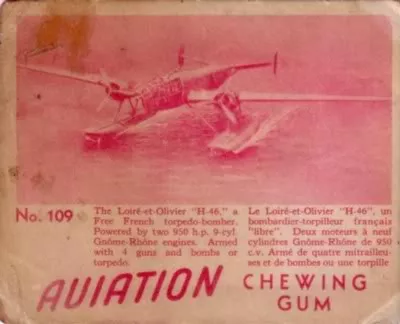 No. 109
The Loiré-et-Olivier "H-46," a
Free French torpedo-bomber.
Powered by two 950 h.p. 9-cyl.
Gnôme-Rhône engines. Armed
with 4 guns and bombs or
torpedo.
Le Loiré-et-Olivier "H-46", un
bombardier-torpilleur français
"libre". Deux moteurs à neuf
cylindres Gnôme-Rhône de 950
c.v. Armé de quatre mitrailleu-
ses et de bombes ou une torpille
AVIATION CHEWING
GUM